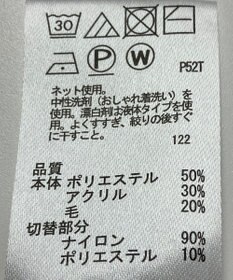 30
P W P52T
ネット使用。
中性洗剤(おしゃれ着洗い)を
使用。漂白剤は液体タイプを使
用。よくすすぎ、絞りの後すぐ
に干すこと。
122
品質
本体 ポリエステル 50%
アクリル 30%
毛 20%
切替部分
ナイロン 90%
ポリエステル 10%